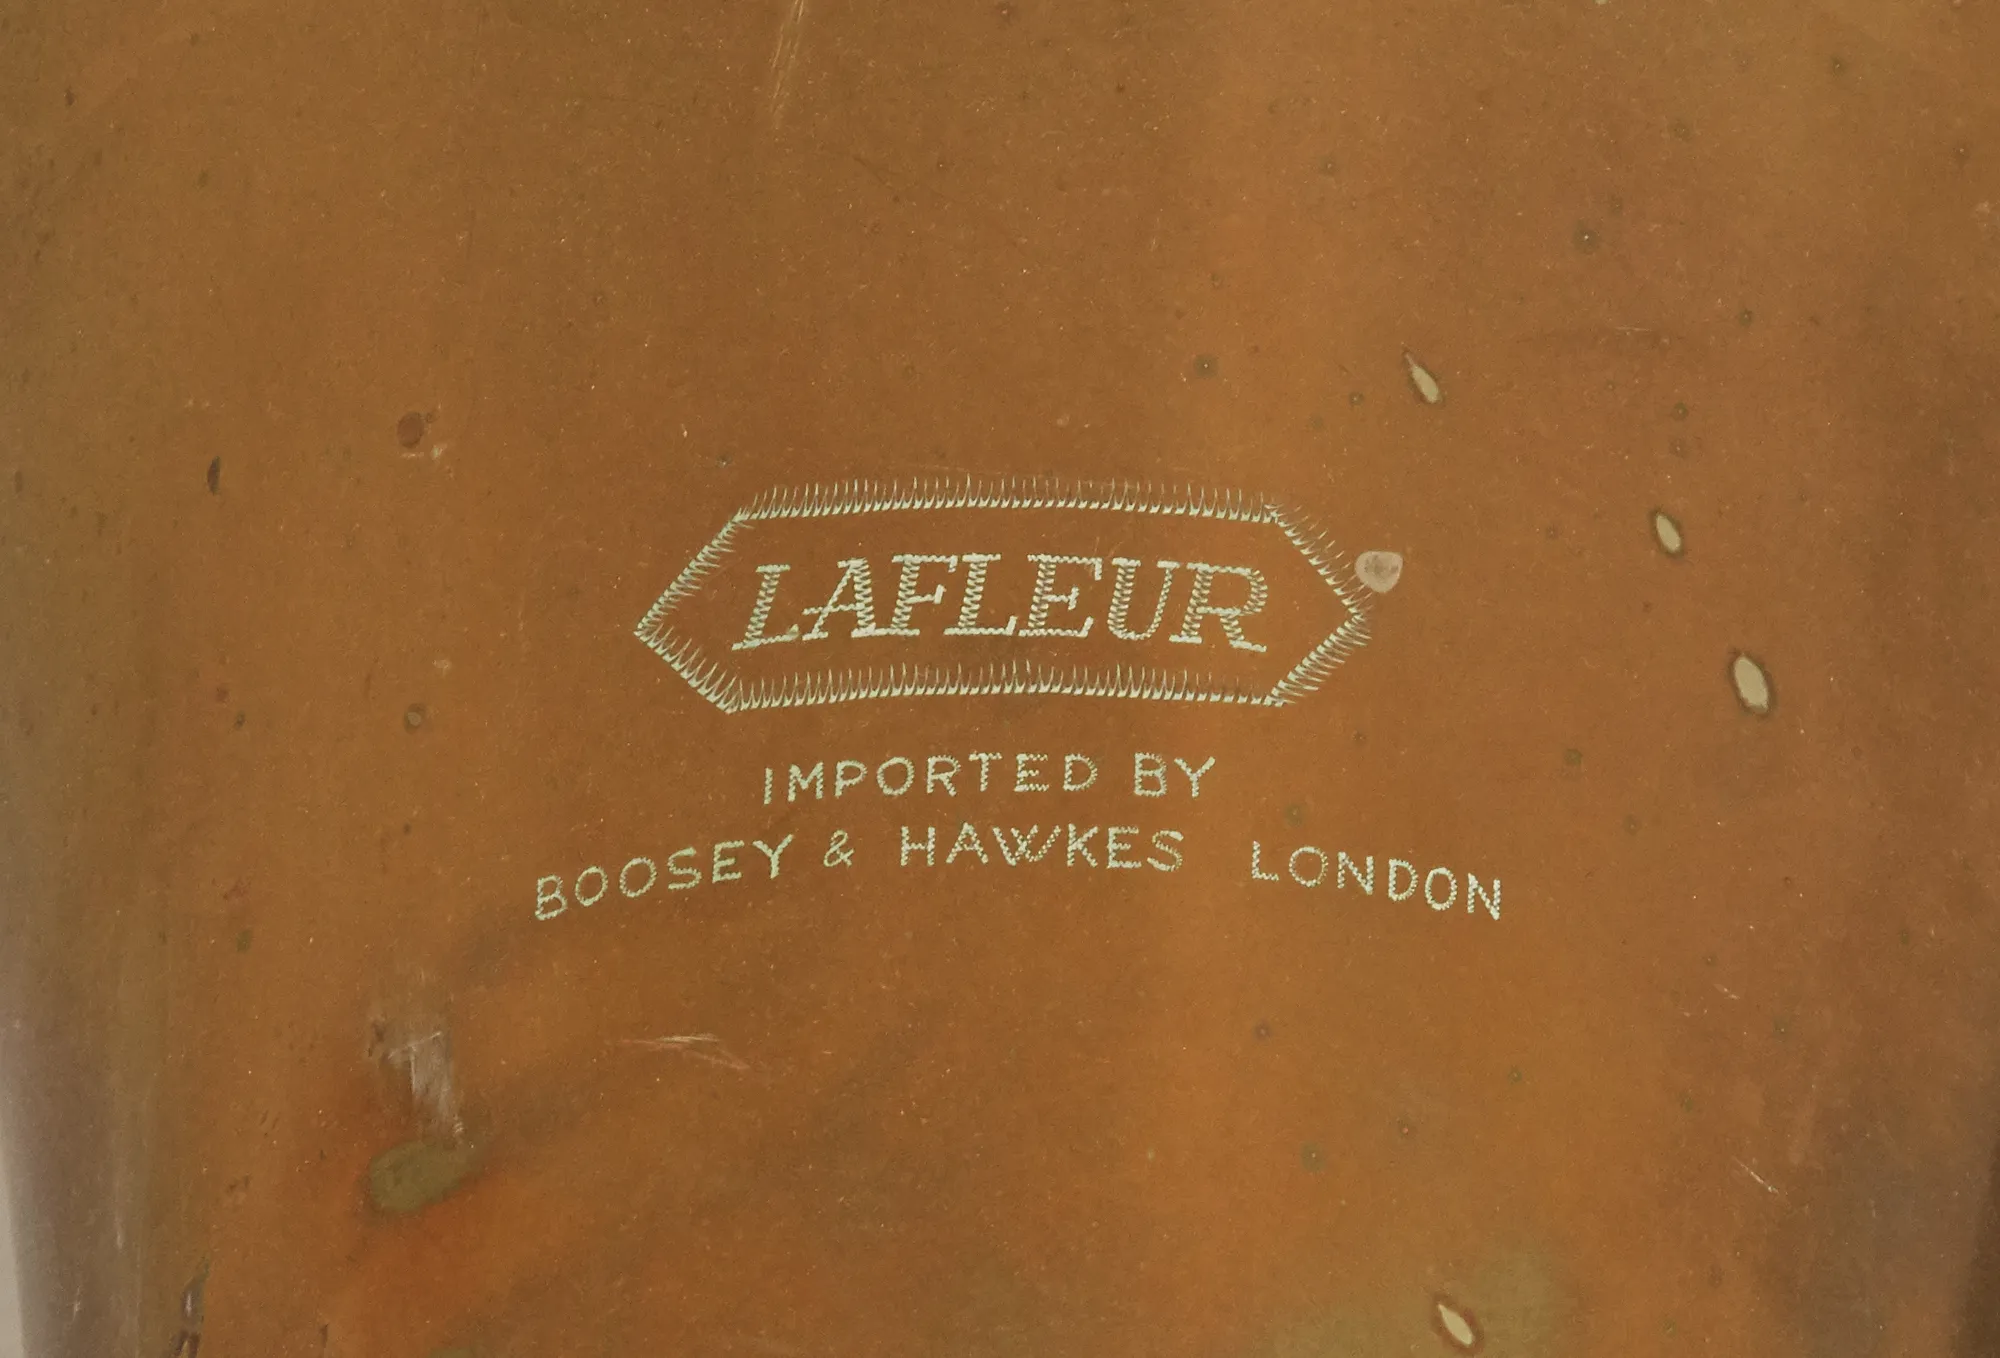 LAFLEUR
IMPORTED BY
BOOSEY & HAWKES LONDON